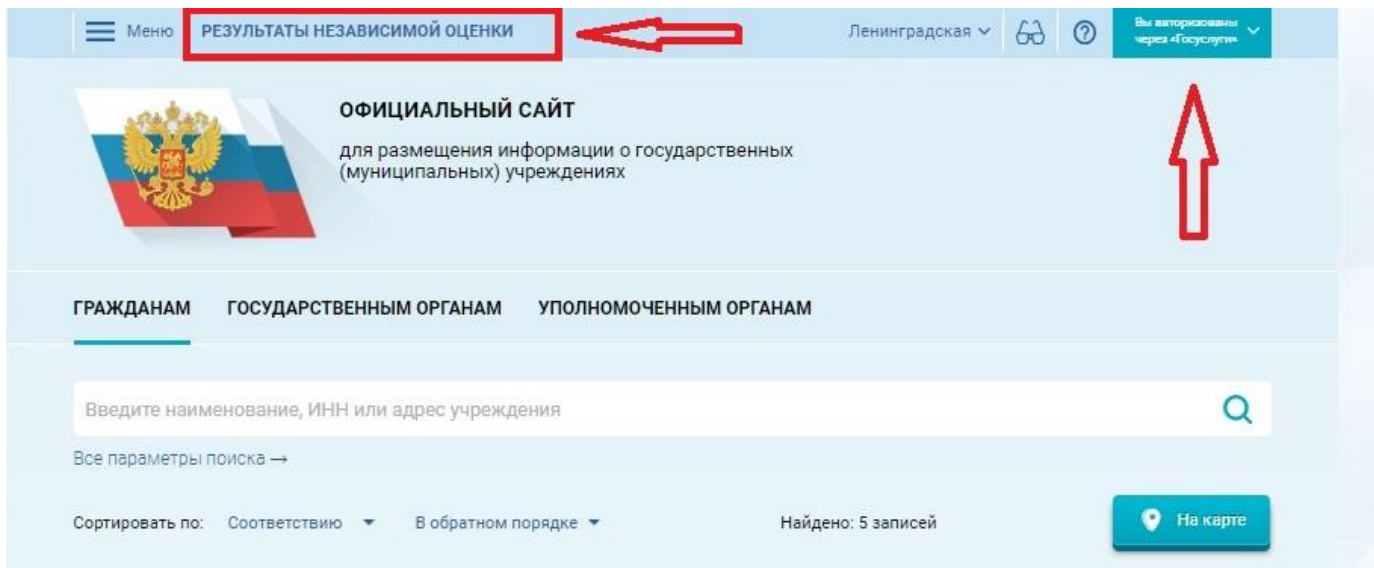 Меню РЕЗУЛЬТАТЫ НЕЗАВИСИМОЙ ОЦЕНКИ Ленинградская Вы авторизованы
через «Госуслуги»
ОФИЦИАЛЬНЫЙ САЙТ
для размещения информации о государственных
(муниципальных) учреждениях
ГРАЖДАНАМ ГОСУДАРСТВЕННЫМ ОРГАНАМ УПОЛНОМОЧЕННЫМ ОРГАНАМ
Введите наименование, ИНН или адрес учреждения
Все параметры поиска →
Сортировать по: Соответствию В обратном порядке Найдено: 5 записей На карте